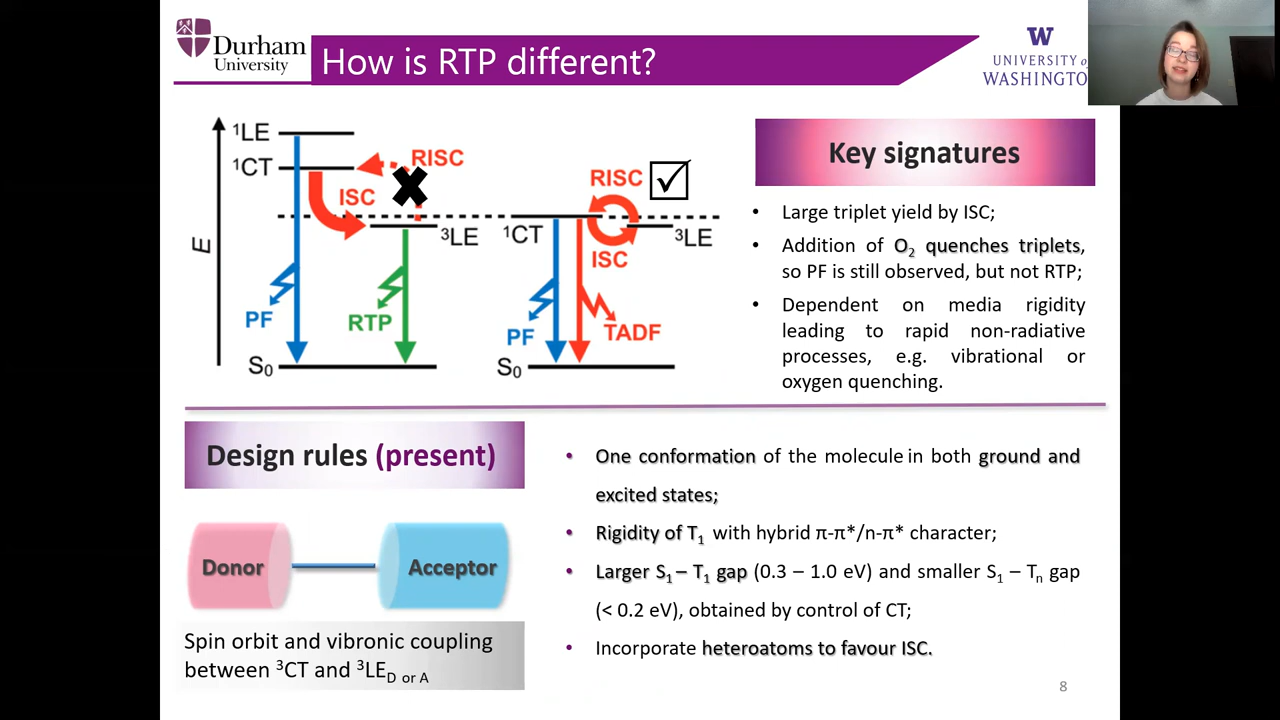 Durham
University
How is RTP different?
W
UNIVERSITY of
WASHINGTO
¹LE
¹CT
RISC
ISC
³LE
E
PF
RTP
S₀
RISC
¹CT
³LE
ISC
PF
TADF
S₀
Key signatures
• Large triplet yield by ISC;
• Addition of O₂ quenches triplets,
so PF is still observed, but not RTP;
• Dependent on media rigidity
leading to rapid non-radiative
processes, e.g. vibrational or
oxygen quenching.
Design rules (present)
Donor
Acceptor
Spin orbit and vibronic coupling
between ³CT and ³LE_D or A
• One conformation of the molecule in both ground and
excited states;
• Rigidity of T₁ with hybrid π-π*/n-π* character;
• Larger S₁ – T₁ gap (0.3 – 1.0 eV) and smaller S₁ – Tₙ gap
(< 0.2 eV), obtained by control of CT;
• Incorporate heteroatoms to favour ISC.
8